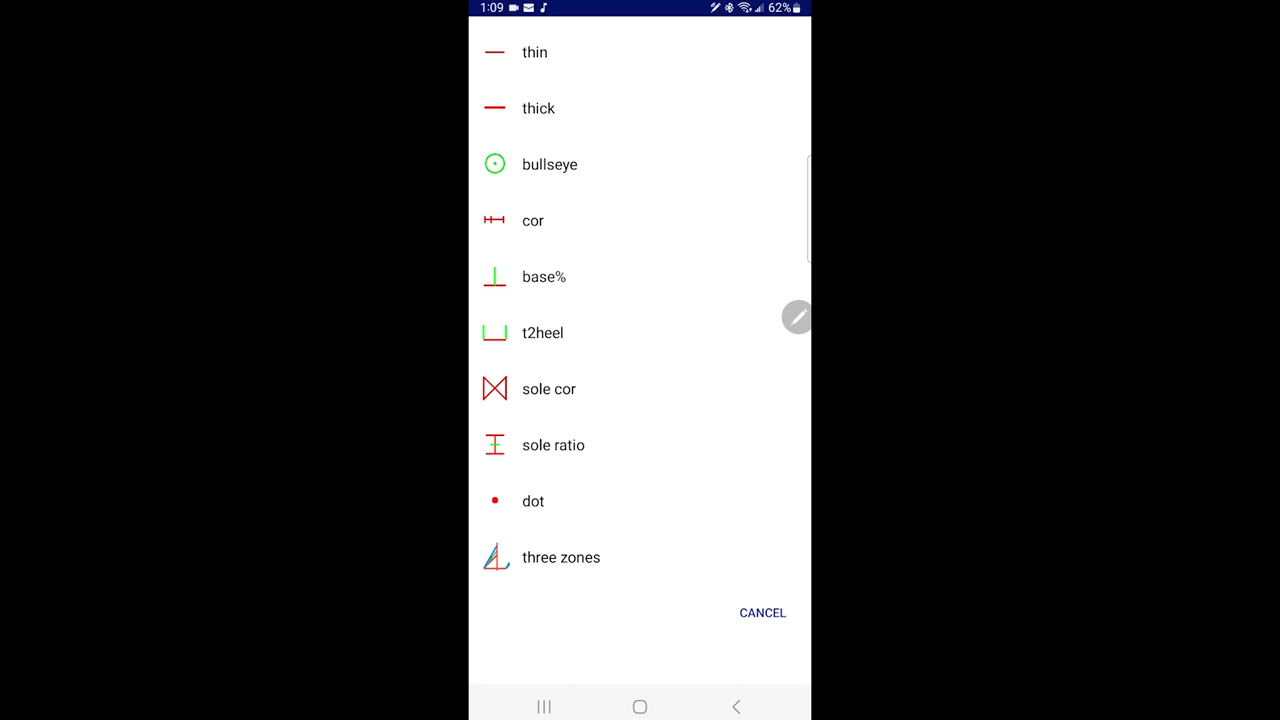 1:09 62%
thin
thick
bullseye
cor
base%
t2heel
sole cor
sole ratio
dot
three zones
CANCEL